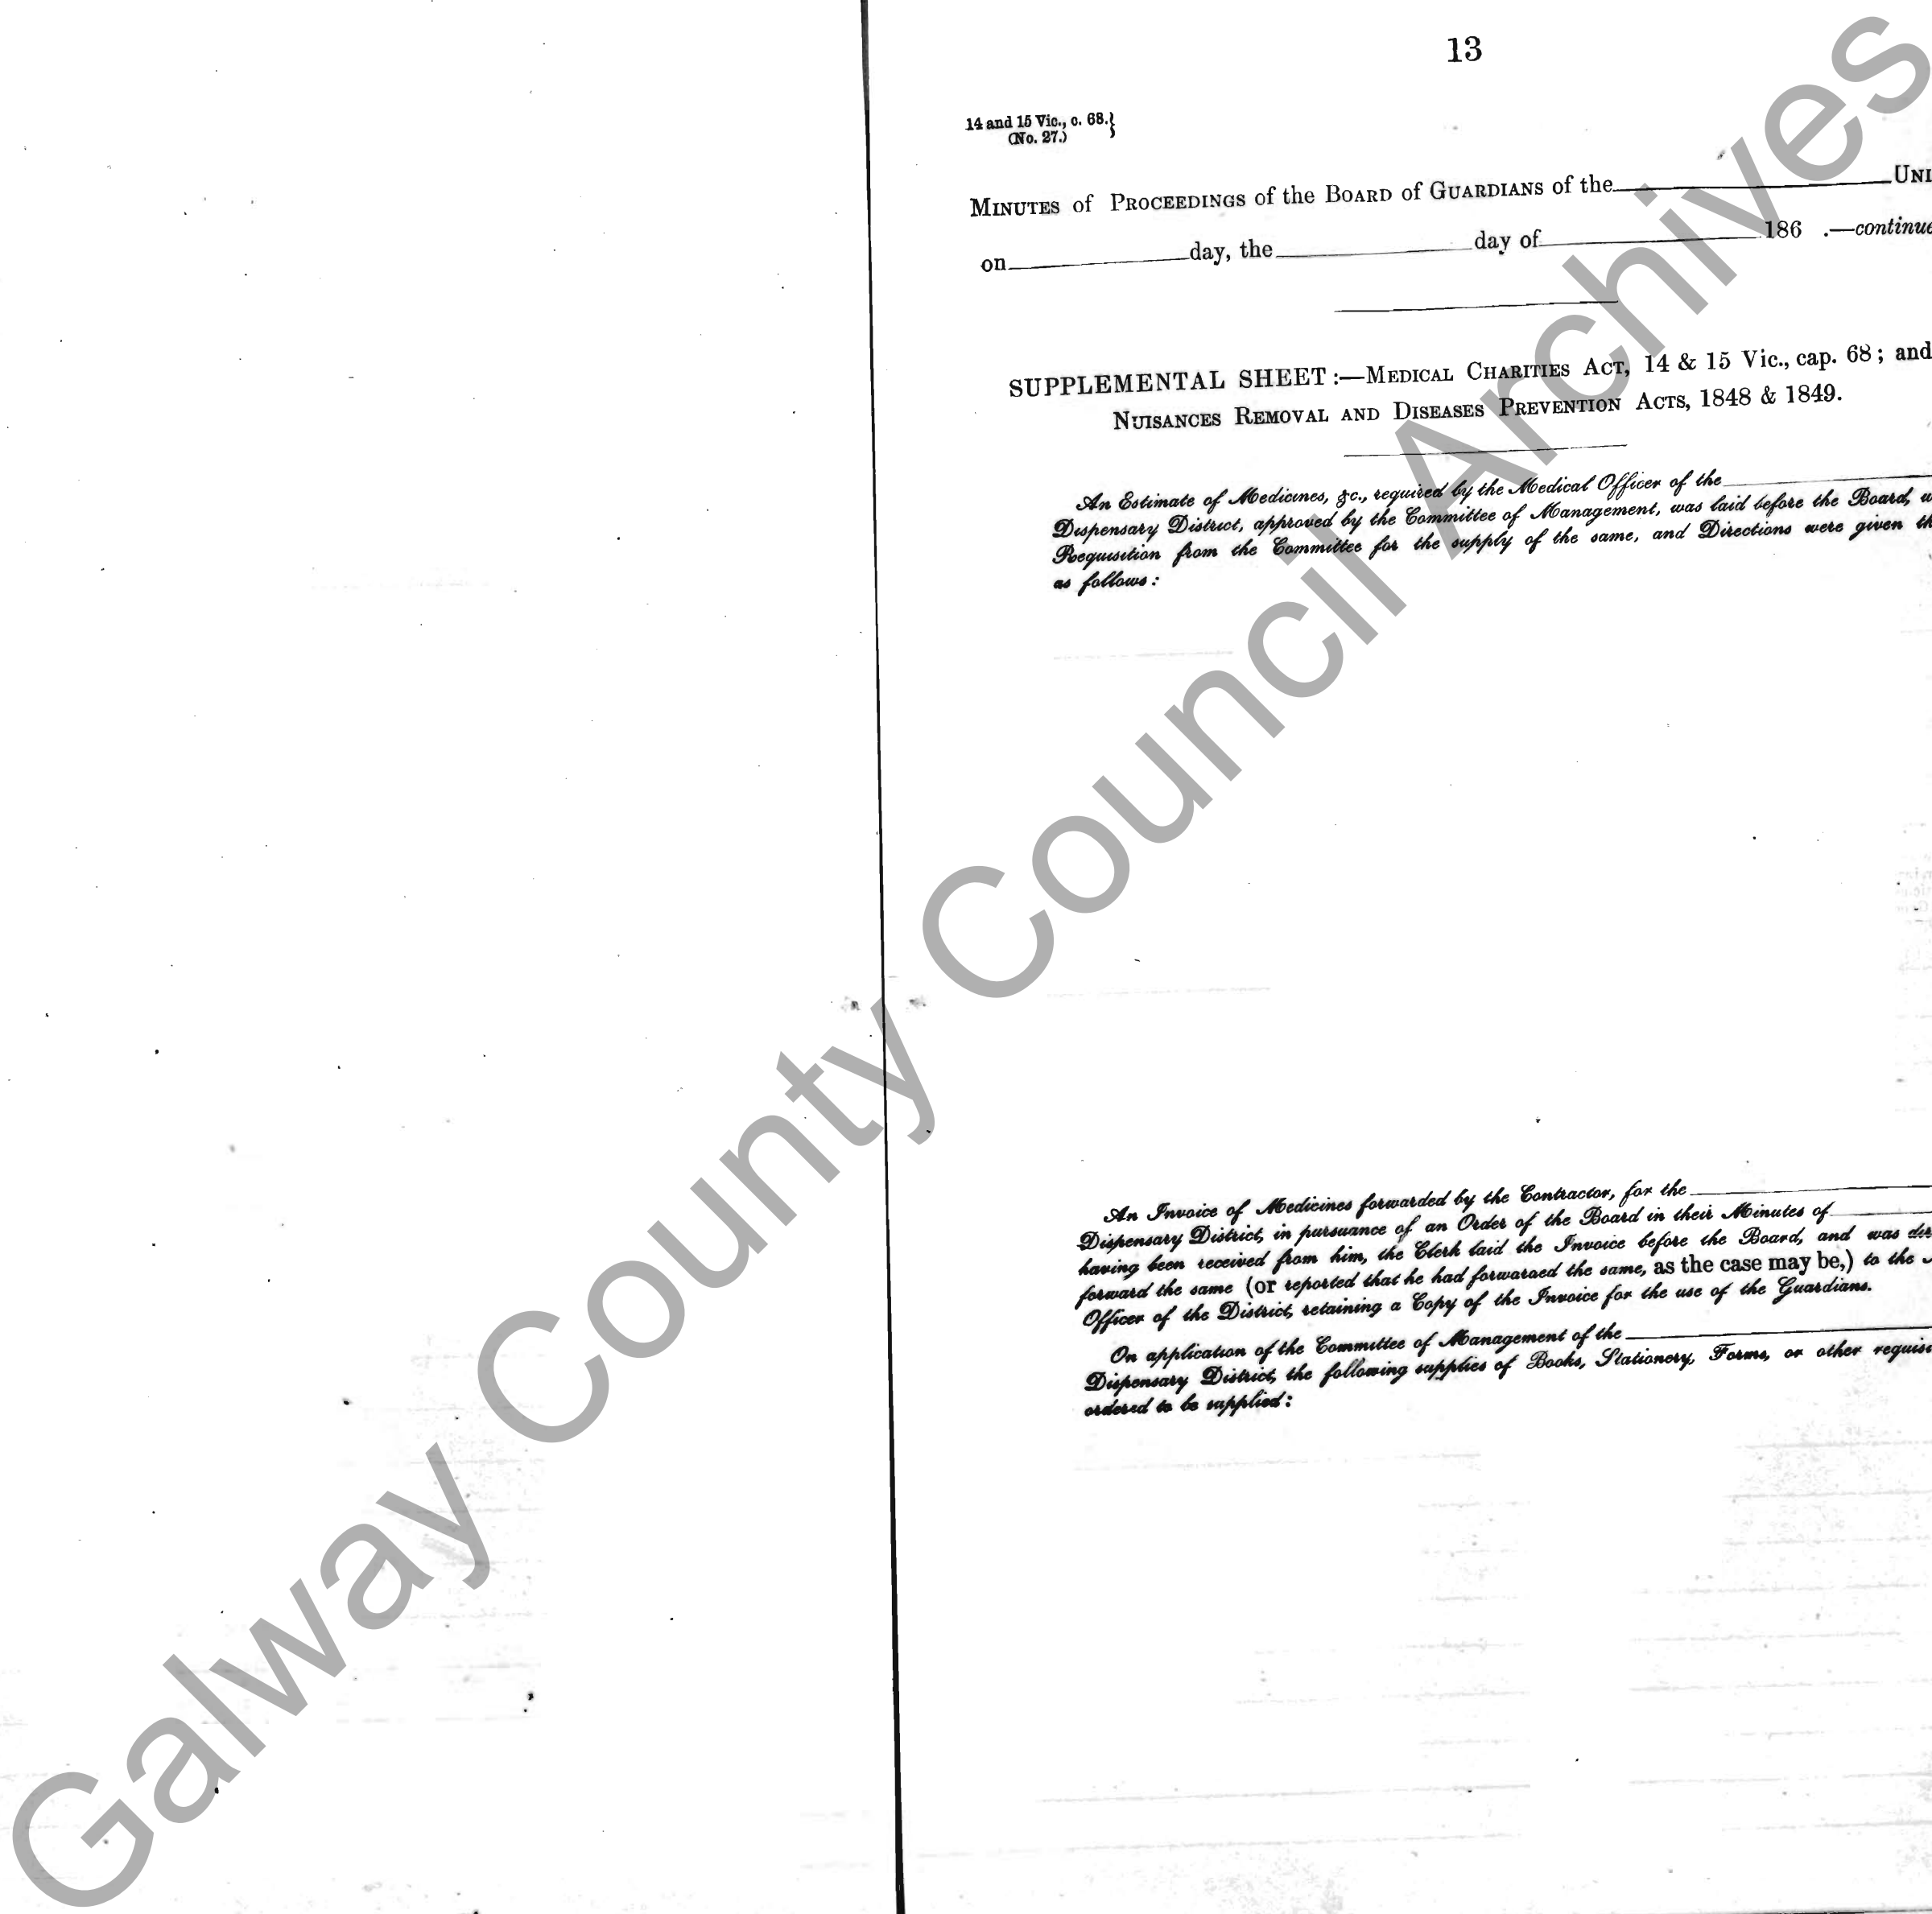 13
14 and 15 Vic., c. 68.}
(No. 27.)
MINUTES of PROCEEDINGS of the BOARD of GUARDIANS of the UNI
on day, the day of 186 .—continue
SUPPLEMENTAL SHEET:—MEDICAL CHARITIES ACT, 14 & 15 Vic., cap. 68; and
NUISANCES REMOVAL AND DISEASES PREVENTION ACTS, 1848 & 1849.
An Estimate of Medicines, &c., required by the Medical Officer of the
Dispensary District, approved by the Committee of Management, was laid before the Board, w
Requisition from the Committee for the supply of the same, and Directions were given th
as follows:
An Invoice of Medicines forwarded by the Contractor, for the
Dispensary District, in pursuance of an Order of the Board in their Minutes of
having been received from him, the Clerk laid the Invoice before the Board, and was dir
forward the same (or reported that he had forwarded the same, as the case may be,) to the
Officer of the District, retaining a Copy of the Invoice for the use of the Guardians.
On application of the Committee of Management of the
Dispensary District, the following supplies of Books, Stationery, Forms, or other requisi
ordered to be supplied:
Galway County Council Archives